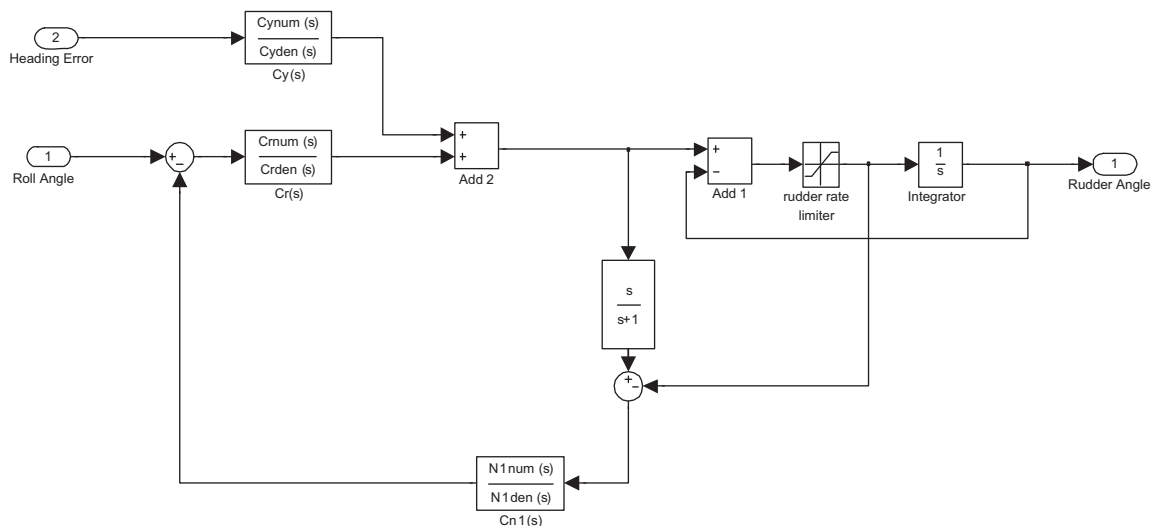 2
Heading Error
Cynum (s)
Cyden (s)
Cy(s)
1
Roll Angle
+
−
Crnum (s)
Crden (s)
Cr(s)
+
+
Add 2
+
−
Add 1
rudder rate
limiter
1
s
Integrator
1
Rudder Angle
s
s+1
+
−
N1num (s)
N1den (s)
Cn1(s)